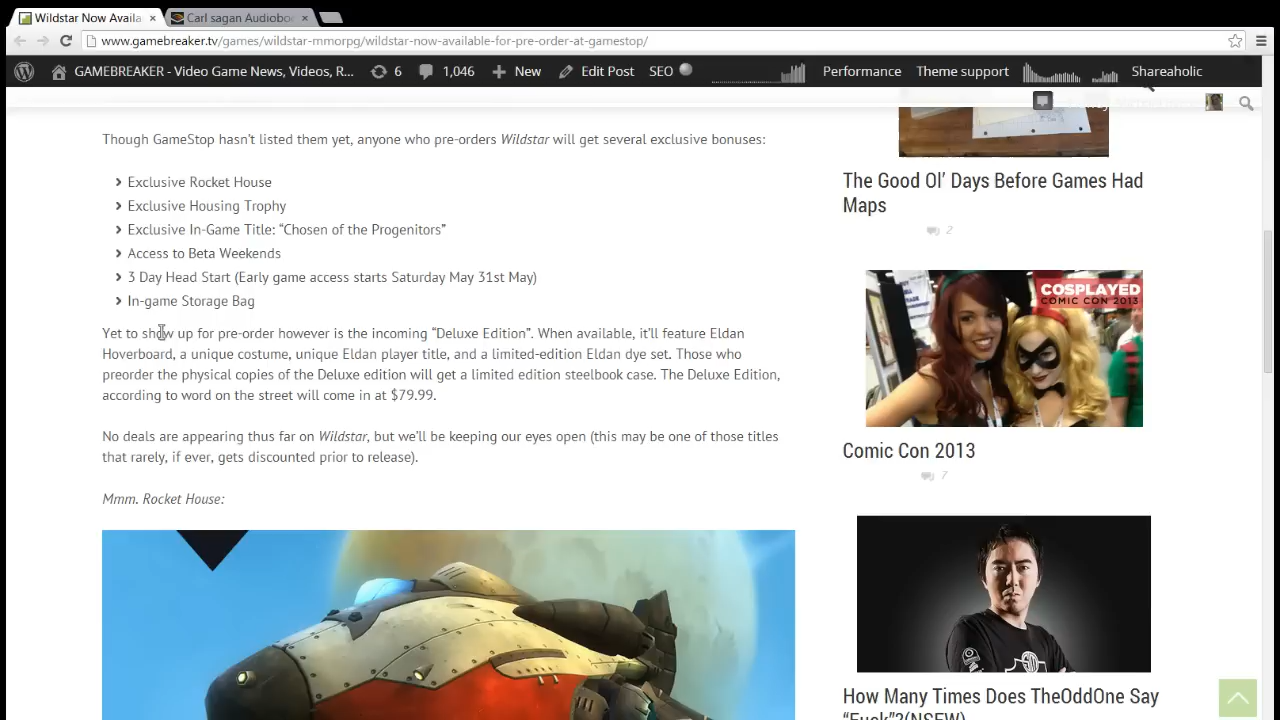 Wildstar Now Availa
Carl sagan Audioboo
www.gamebreaker.tv/games/wildstar-mmorpg/wildstar-now-available-for-pre-order-at-gamestop/
GAMEBREAKER - Video Game News, Videos, R... 6 1,046 New Edit Post SEO Performance Theme support Shareaholic
Though GameStop hasn't listed them yet, anyone who pre-orders Wildstar will get several exclusive bonuses:
Exclusive Rocket House
Exclusive Housing Trophy
Exclusive In-Game Title: “Chosen of the Progenitors”
Access to Beta Weekends
3 Day Head Start (Early game access starts Saturday May 31st May)
In-game Storage Bag
Yet to show up for pre-order however is the incoming “Deluxe Edition”. When available, it'll feature Eldan
Hoverboard, a unique costume, unique Eldan player title, and a limited-edition Eldan dye set. Those who
preorder the physical copies of the Deluxe edition will get a limited edition steelbook case. The Deluxe Edition,
according to word on the street will come in at $79.99.
No deals are appearing thus far on Wildstar, but we'll be keeping our eyes open (this may be one of those titles
that rarely, if ever, gets discounted prior to release).
Mmm. Rocket House:
The Good Ol' Days Before Games Had
Maps
2
COSPLAYED
COMIC CON 2013
Comic Con 2013
7
How Many Times Does TheOddOne Say
“Fuck”?(NSFW)